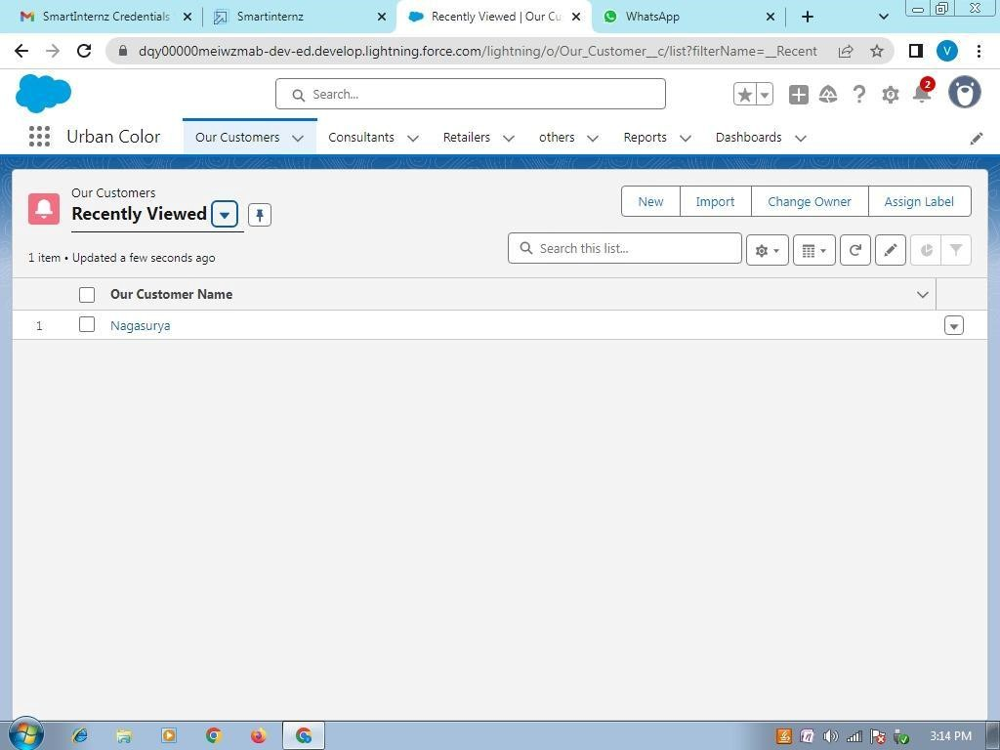 SmartInternz Credentials
Smartinternz
Recently Viewed | Our Cu
WhatsApp
dqy00000meiwzmab-dev-ed.develop.lightning.force.com/lightning/o/Our_Customer__c/list?filterName=__Recent
V
Search...
2
Urban Color
Our Customers
Consultants
Retailers
others
Reports
Dashboards
Our Customers
Recently Viewed
New
Import
Change Owner
Assign Label
1 item • Updated a few seconds ago
Search this list...
Our Customer Name
1
Nagasurya
3:14 PM